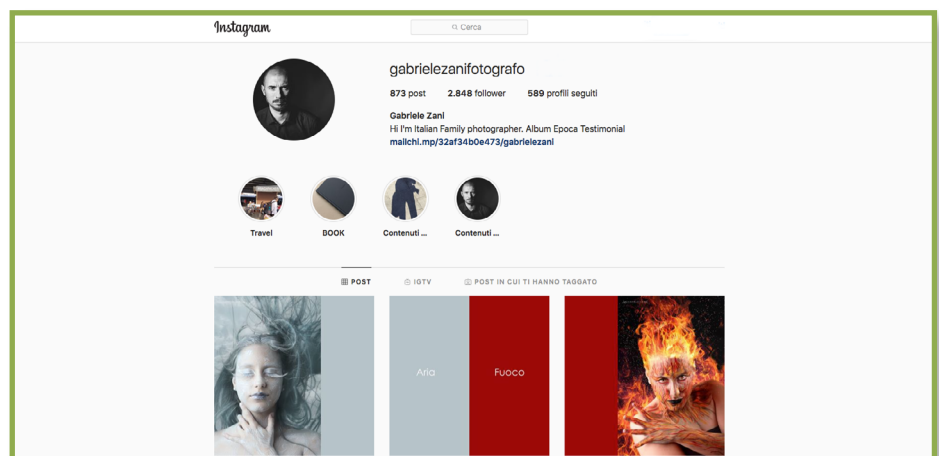 Instagram
Cerca
gabrielezanifotografo
873 post 2.848 follower 589 profili seguiti
Gabriele Zani
Hi I'm Italian Family photographer. Album Epoca Testimonial
mailchi.mp/32af34b0e473/gabrielezani
Travel BOOK Contenuti ... Contenuti ...
POST IGTV POST IN CUI TI HANNO TAGGATO
Aria Fuoco